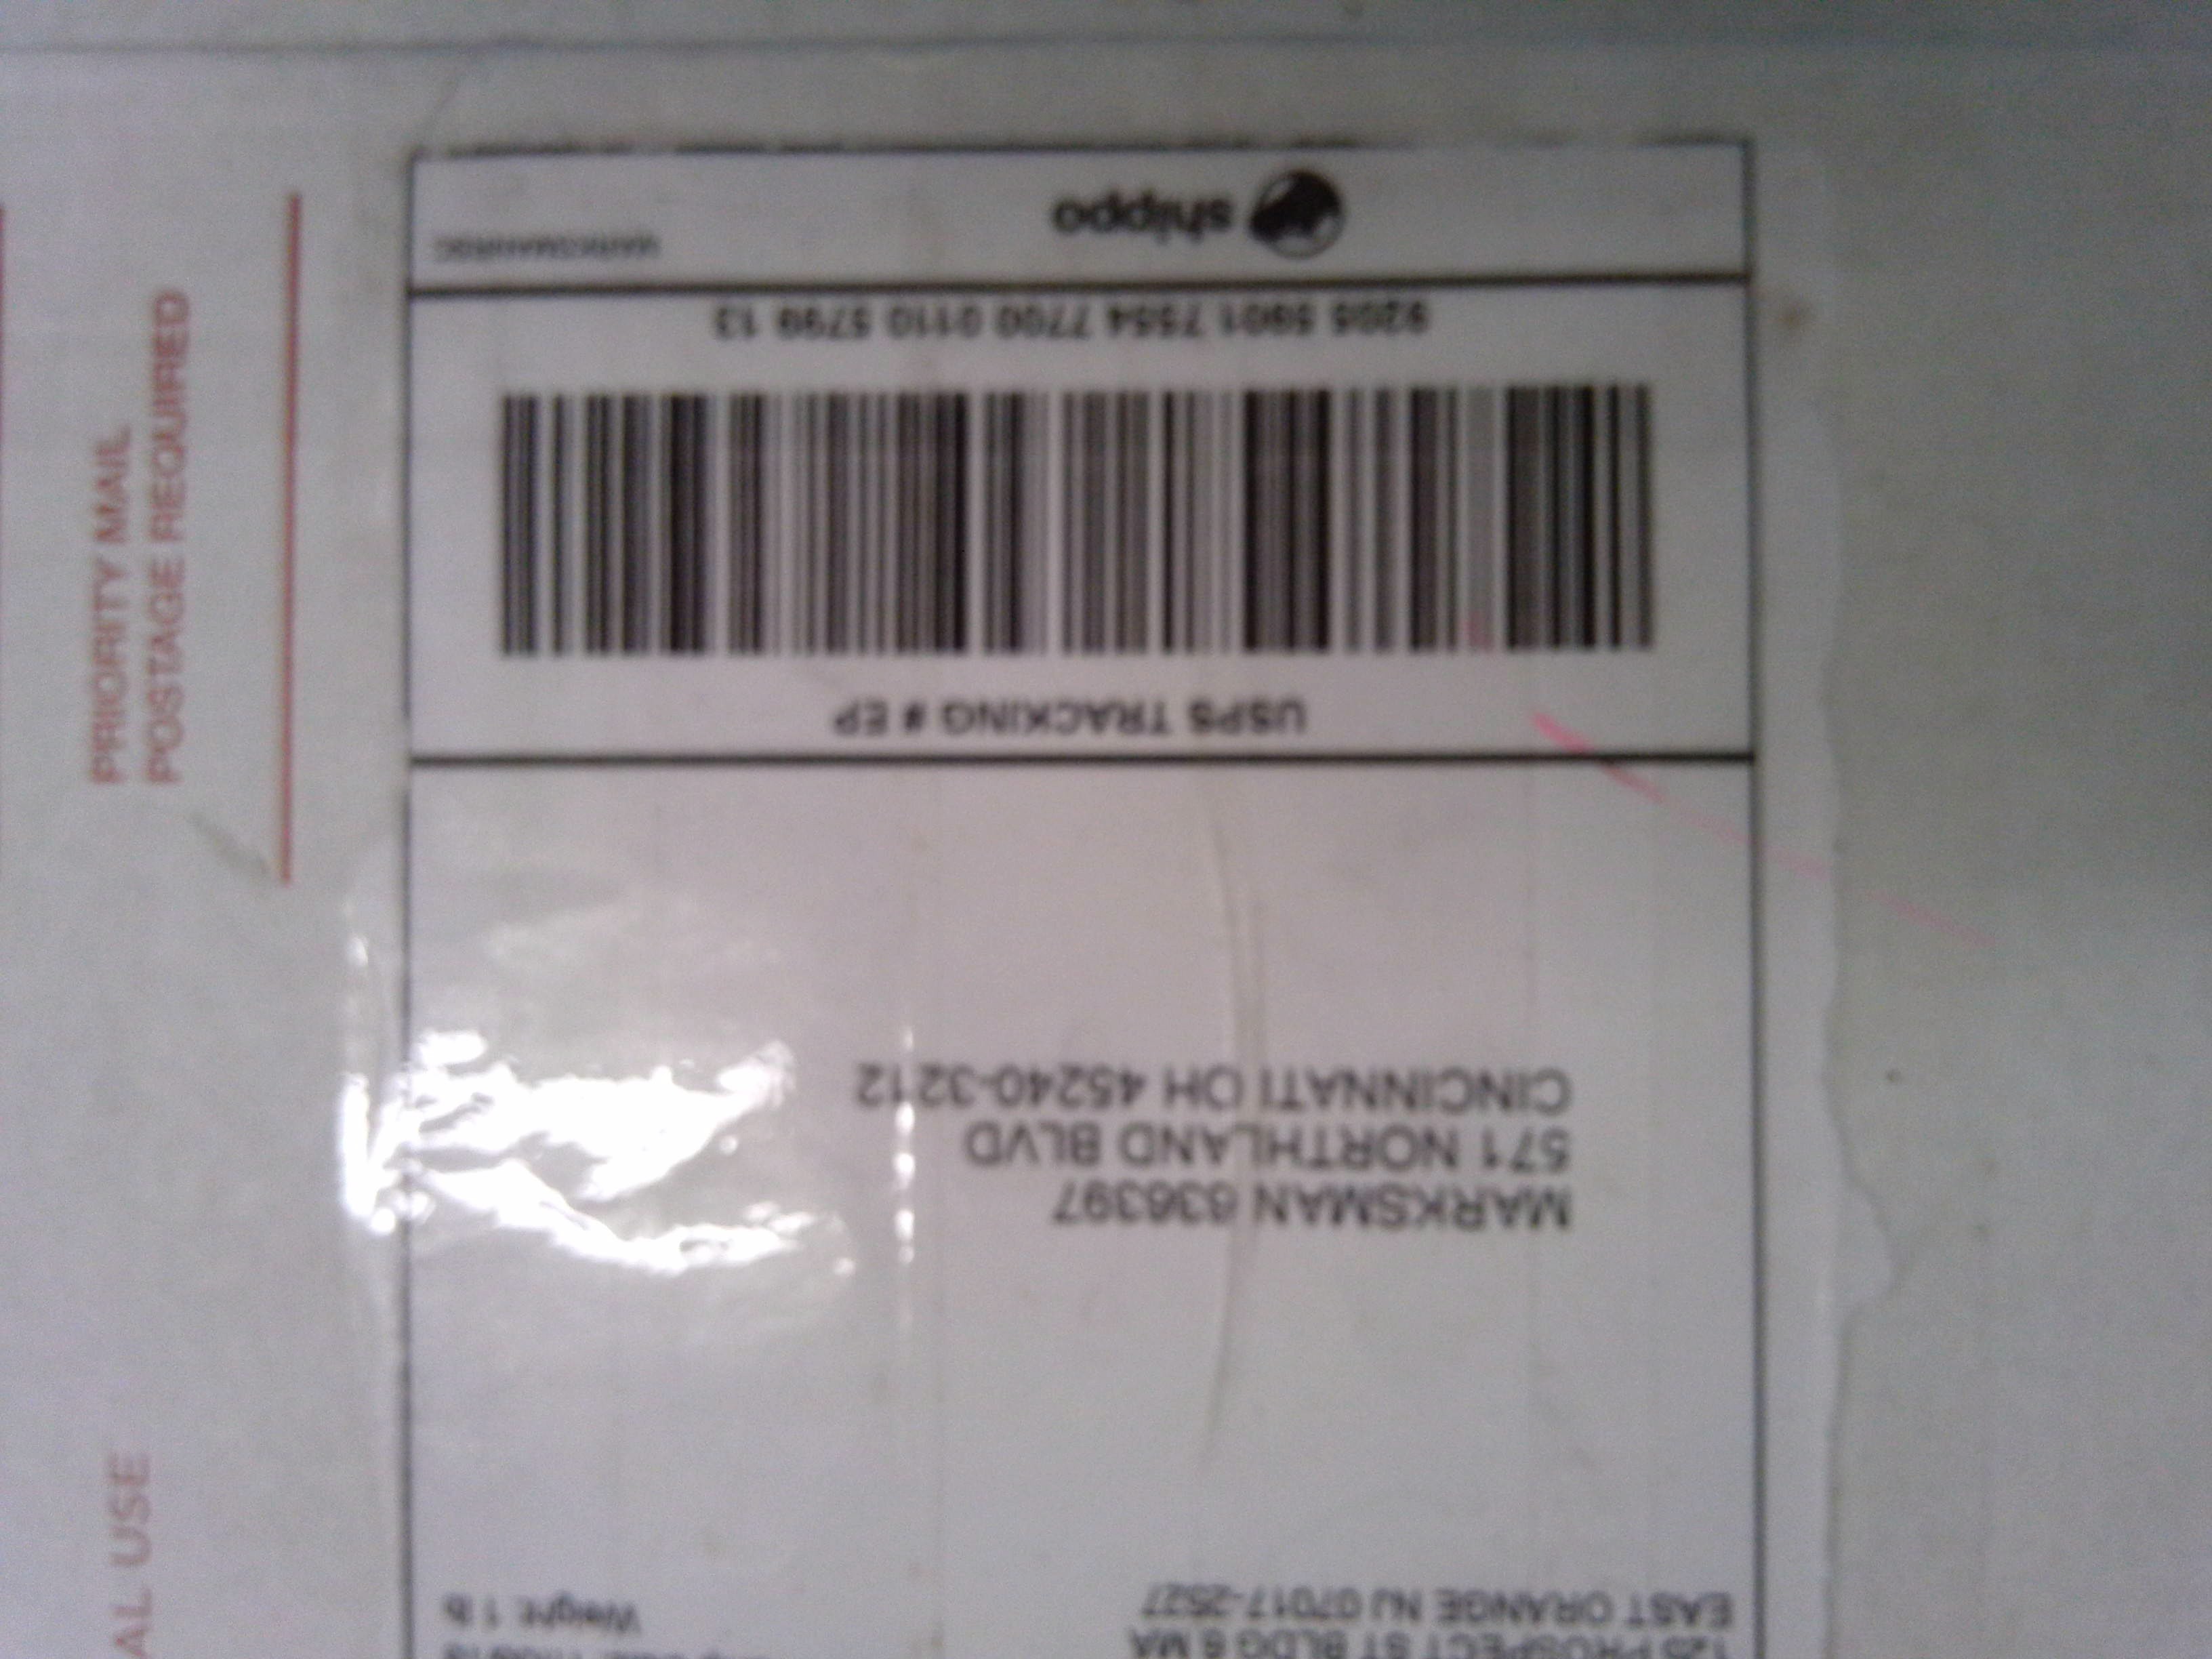 Weight: 1 lb
EAST ORANGE NJ 07017-2527
MARKSMAN 636397
571 NORTHLAND BLVD
CINCINNATI OH 45240-3212
USPS TRACKING # EP
9205 5901 7554 7700 0110 5799 13
shippo
PRIORITY MAIL
POSTAGE REQUIRED
AL USE